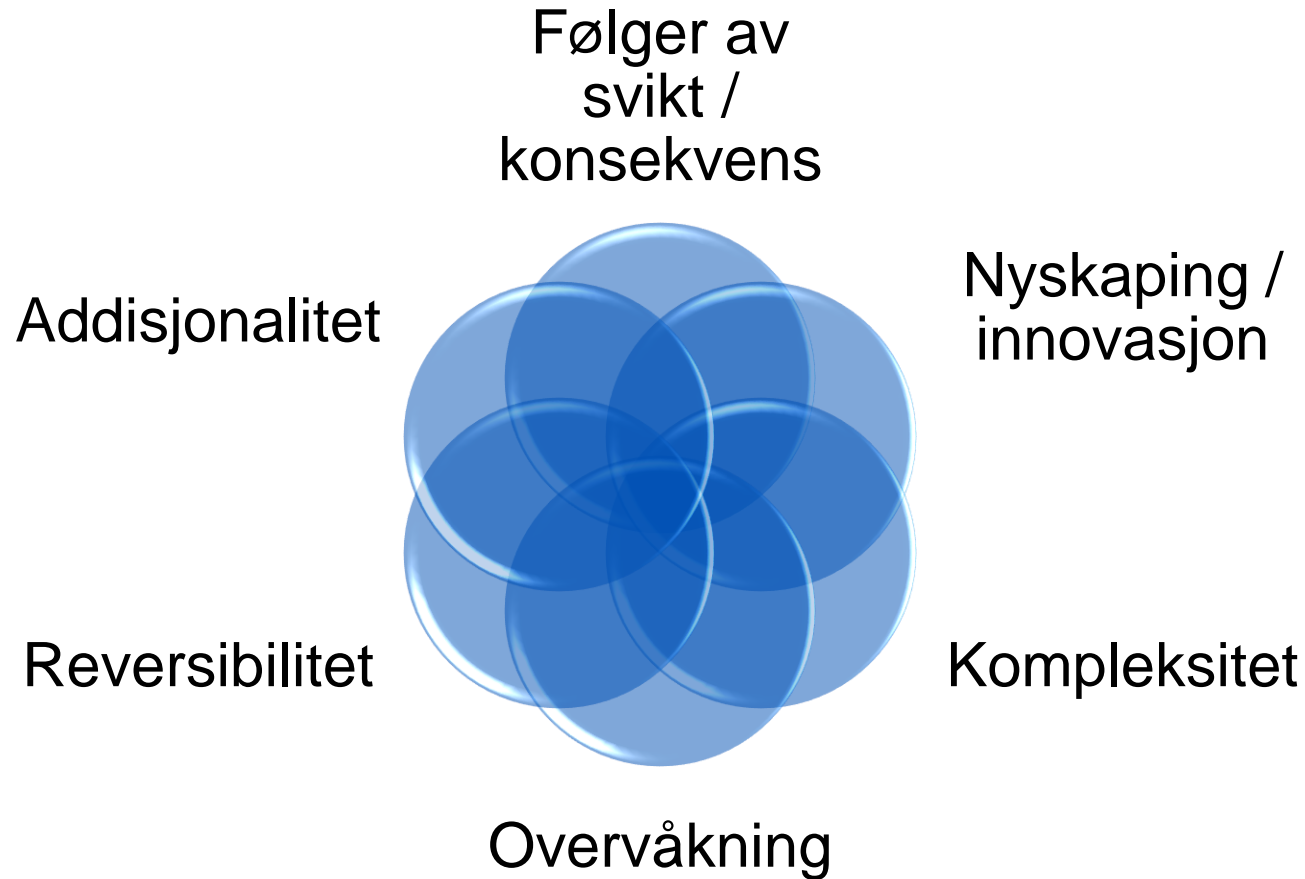 Følger av
svikt /
konsekvens
Nyskaping /
innovasjon
Kompleksitet
Overvåkning
Reversibilitet
Addisjonalitet